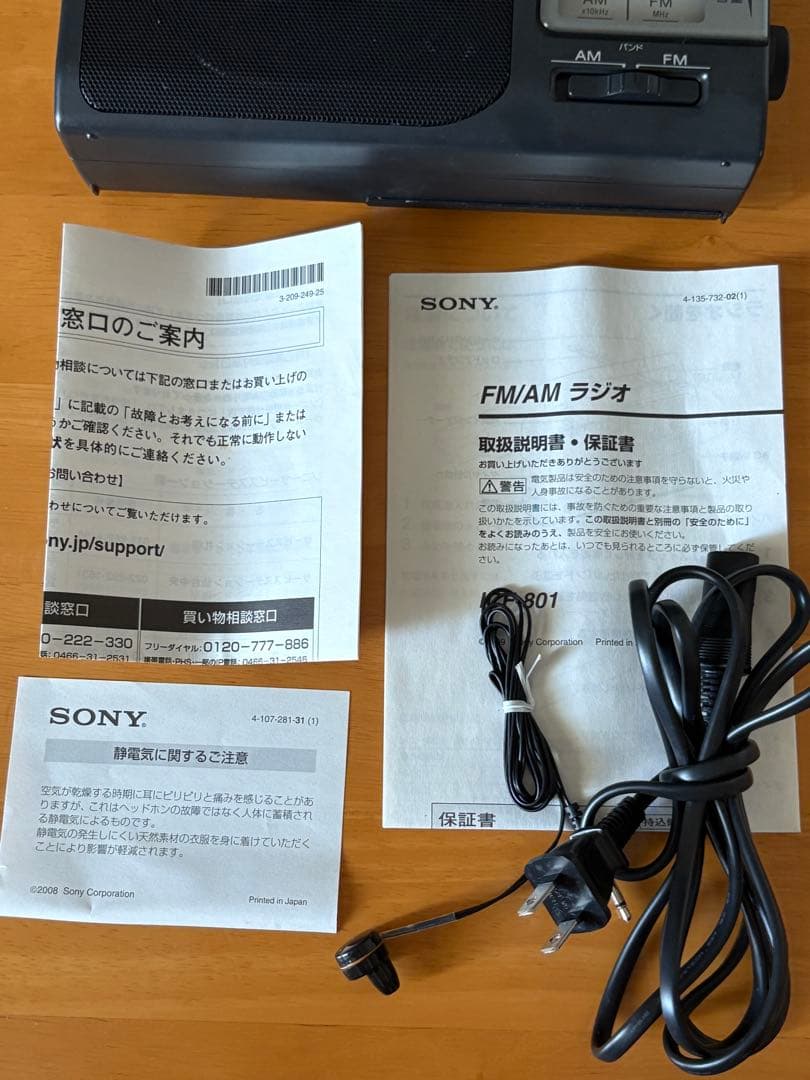 AM
x10kHz
FM
MHz
バンド
AM
FM
3-209-249-25
窓口のご案内
相談については下記の窓口またはお買い上げの
」に記載の「故障とお考えになる前に」または
ご確認ください。それでも正常に動作しない
を具体的にご連絡ください。
お問い合わせ】
わせについてご覧いただけます。
ny.jp/support/
談窓口
買い物相談窓口
0-222-330
フリーダイヤル:0120-777-886
話: 0466-31-2531
携帯電話・PHS・一部のIP電話: 0466-31-2546
SONY®
4-135-732-02(1)
FM/AM ラジオ
取扱説明書・保証書
お買い上げいただきありがとうございます
警告
電気製品は安全のための注意事項を守らないと、火災や
人身事故になることがあります。
この取扱説明書には、事故を防ぐための重要な注意事項と製品の取り
扱いかたを示しています。この取扱説明書と別冊の「安全のために」
をよくお読みのうえ、製品を安全にお使いください。
お読みになったあとは、いつでも見られるところに必ず保管してくだ
さい。
801
Corporation Printed in
保証書
持込修
SONY®
4-107-281-31 (1)
静電気に関するご注意
空気が乾燥する時期に耳にピリピリと痛みを感じることがあ
りますが、これはヘッドホンの故障ではなく人体に蓄積され
る静電気によるものです。
静電気の発生しにくい天然素材の衣服を身に着けていただく
ことにより影響が軽減されます。
©2008 Sony Corporation
Printed in Japan